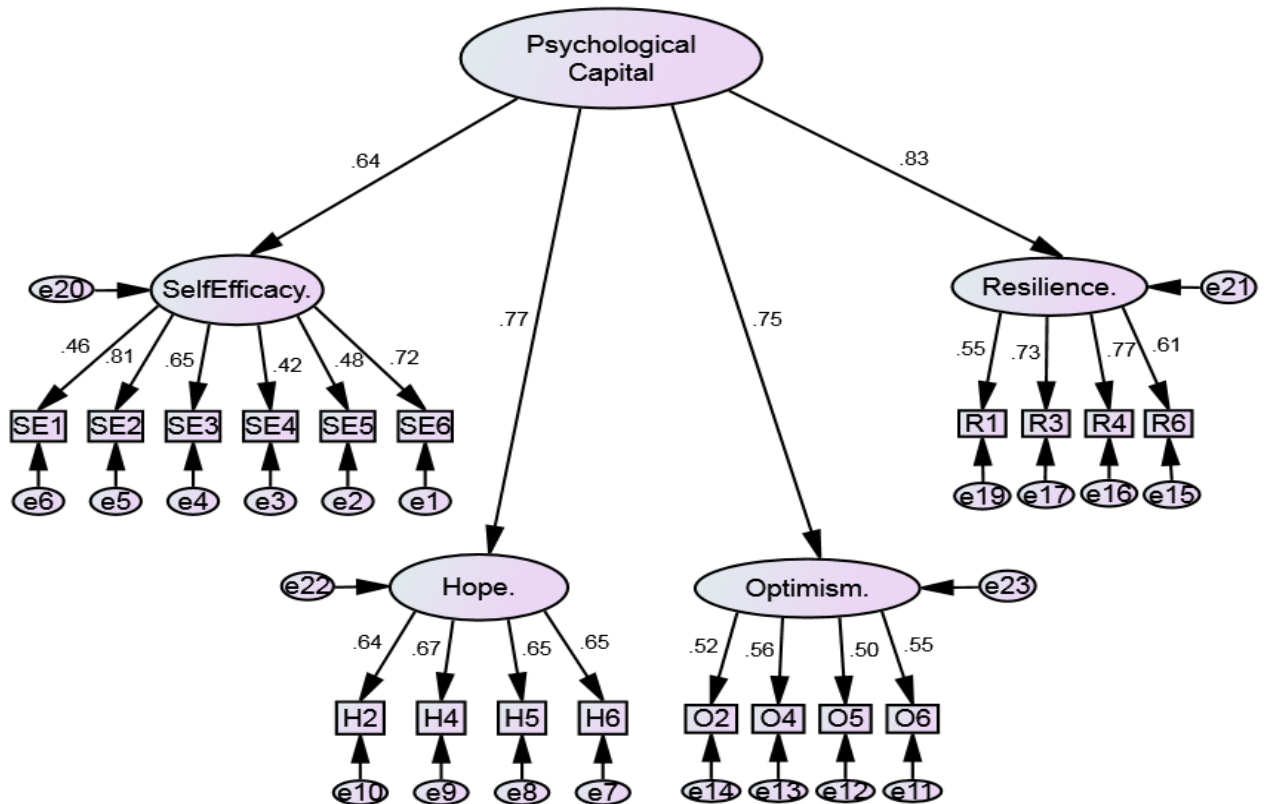 Psychological
Capital
.64
.83
.77
.75
e20
SelfEfficacy.
Resilience.
e21
.46
.81
.65
.42
.48
.72
.55
.73
.77
.61
SE1
SE2
SE3
SE4
SE5
SE6
R1
R3
R4
R6
e6
e5
e4
e3
e2
e1
e19
e17
e16
e15
e22
Hope.
Optimism.
e23
.64
.67
.65
.65
.52
.56
.50
.55
H2
H4
H5
H6
O2
O4
O5
O6
e10
e9
e8
e7
e14
e13
e12
e11